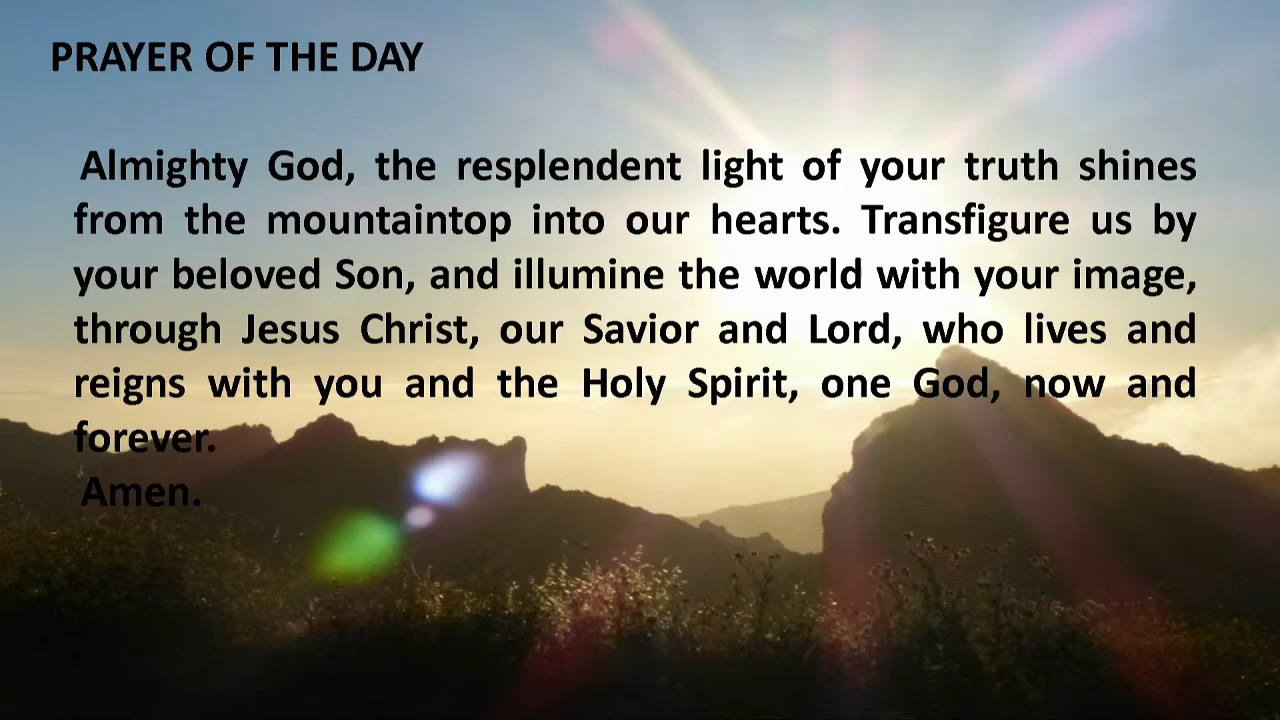 PRAYER OF THE DAY
Almighty God, the resplendent light of your truth shines
from the mountaintop into our hearts. Transfigure us by
your beloved Son, and illumine the world with your image,
through Jesus Christ, our Savior and Lord, who lives and
reigns with you and the Holy Spirit, one God, now and
forever.
Amen.